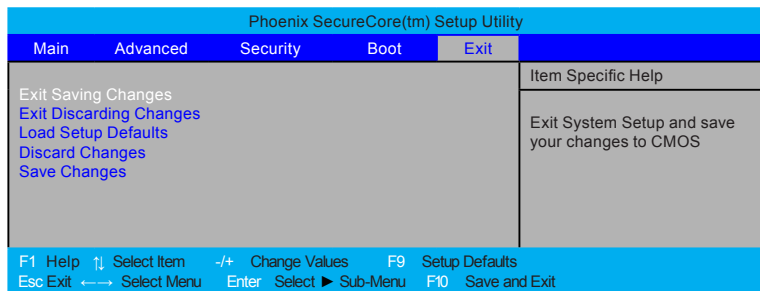 Phoenix SecureCore(tm) Setup Utility
Main Advanced Security Boot Exit
Item Specific Help
Exit Saving Changes
Exit Discarding Changes
Load Setup Defaults
Discard Changes
Save Changes
Exit System Setup and save
your changes to CMOS
F1 Help ↑↓ Select Item -/+ Change Values F9 Setup Defaults
Esc Exit ←→ Select Menu Enter Select ► Sub-Menu F10 Save and Exit